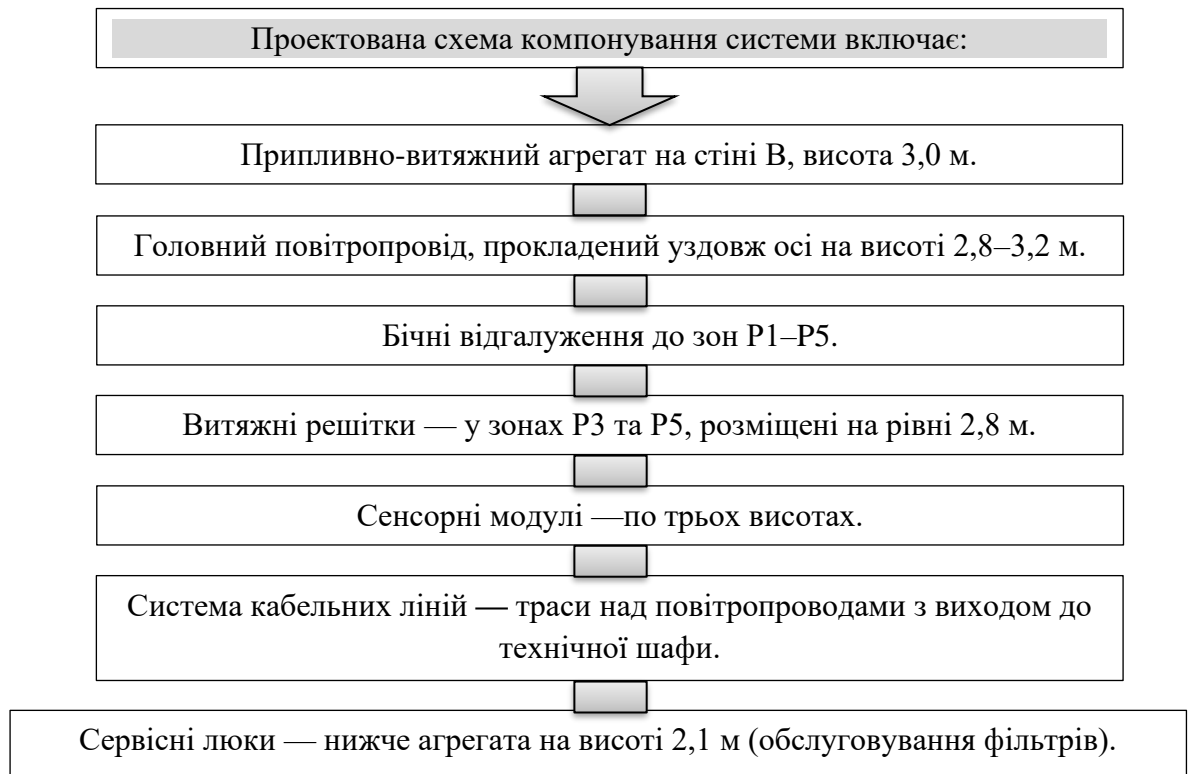 Проектована схема компонування системи включає:
Припливно-витяжний агрегат на стіні В, висота 3,0 м.
Головний повітропровід, прокладений уздовж осі на висоті 2,8–3,2 м.
Бічні відгалуження до зон Р1–Р5.
Витяжні решітки — у зонах Р3 та Р5, розміщені на рівні 2,8 м.
Сенсорні модулі —по трьох висотах.
Система кабельних ліній — траси над повітропроводами з виходом до
технічної шафи.
Сервісні люки — нижче агрегата на висоті 2,1 м (обслуговування фільтрів).